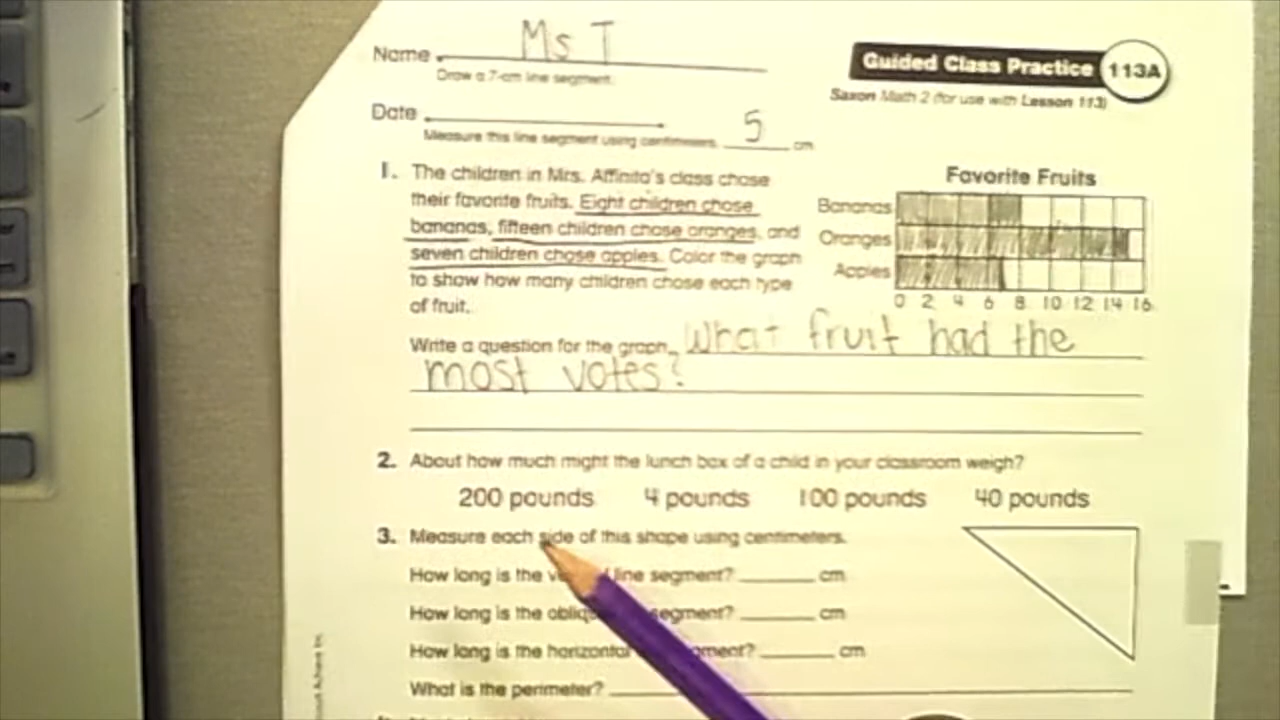 Name Ms T
Draw a 7-cm line segment.
Guided Class Practice 113A
Saxon Math 2 (for use with Lesson 113)
Date
Measure this line segment using centimeters. 5 cm
1. The children in Mrs. Affinito's class chose
their favorite fruits. Eight children chose
bananas, fifteen children chose oranges, and
seven children chose apples. Color the graph
to show how many children chose each type
of fruit.
Favorite Fruits
Bananas
Oranges
Apples
0 2 4 6 8 10 12 14 16
Write a question for the graph. What fruit had the
most votes?
2. About how much might the lunch box of a child in your classroom weigh?
200 pounds 4 pounds 100 pounds 40 pounds
3. Measure each side of this shape using centimeters.
How long is the line segment? cm
How long is the segment? cm
How long is the horizontal cm
What is the perimeter?